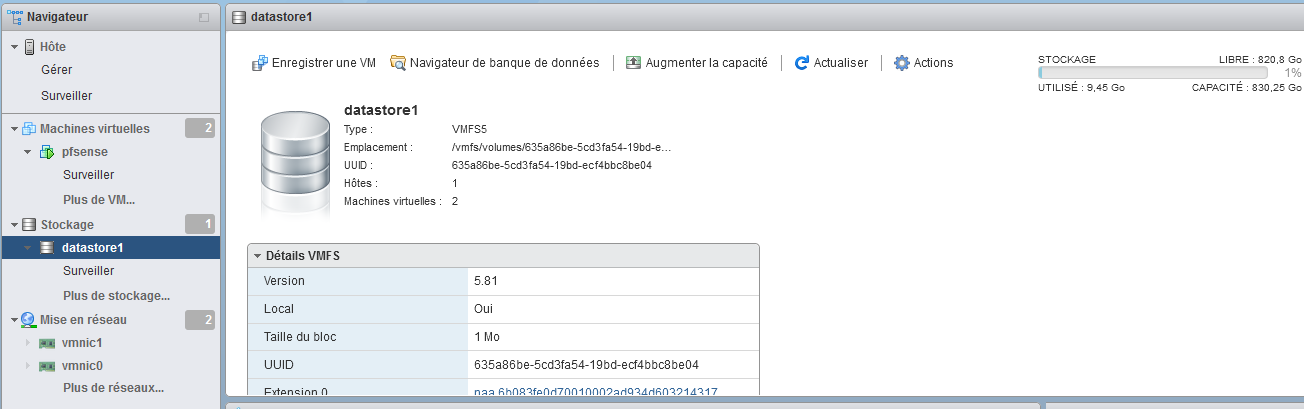 Navigateur
Hôte
Gérer
Surveiller
Machines virtuelles 2
pfsense
Surveiller
Plus de VM...
Stockage 1
datastore1
Surveiller
Plus de stockage...
Mise en réseau 2
vmnic1
vmnic0
Plus de réseaux...
datastore1
Enregistrer une VM Navigateur de banque de données Augmenter la capacité Actualiser Actions
STOCKAGE LIBRE : 820,8 Go
1%
UTILISÉ : 9,45 Go CAPACITÉ : 830,25 Go
datastore1
Type : VMFS5
Emplacement : /vmfs/volumes/635a86be-5cd3fa54-19bd-e...
UUID : 635a86be-5cd3fa54-19bd-ecf4bbc8be04
Hôtes : 1
Machines virtuelles : 2
Détails VMFS
Version 5.81
Local Oui
Taille du bloc 1 Mo
UUID 635a86be-5cd3fa54-19bd-ecf4bbc8be04
Extension 0 naa.6b083fe0d70010002ad934d603214317